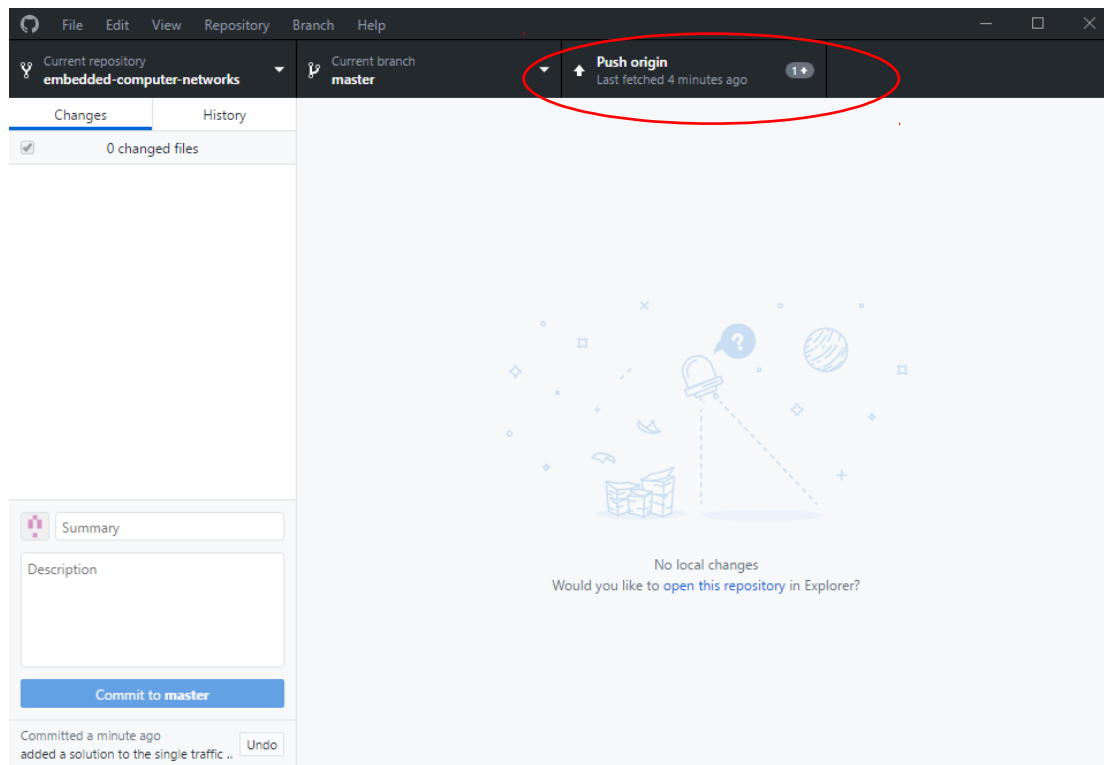 File Edit View Repository Branch Help
Current repository
embedded-computer-networks
Current branch
master
Push origin
Last fetched 4 minutes ago
1
Changes History
0 changed files
?
No local changes
Would you like to open this repository in Explorer?
Summary
Description
Commit to master
Committed a minute ago
added a solution to the single traffic ..
Undo